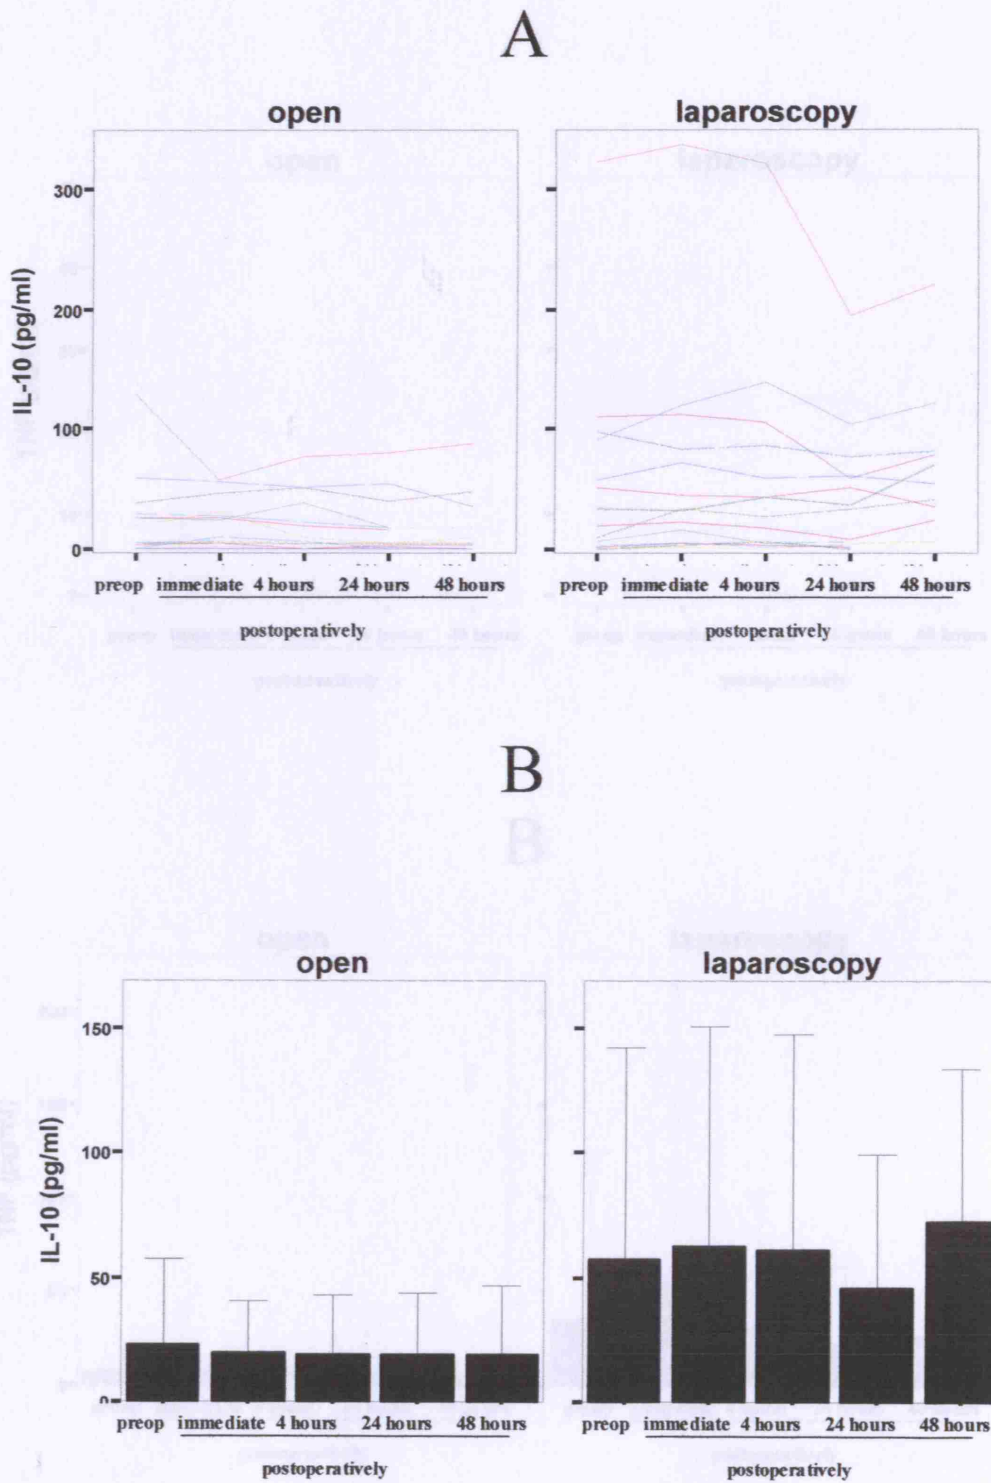 A
open laparoscopy
IL-10 (pg/ml)
300
200
100
0
preop immediate 4 hours 24 hours 48 hours preop immediate 4 hours 24 hours 48 hours
postoperatively postoperatively
B
open laparoscopy
IL-10 (pg/ml)
150
100
50
0
preop immediate 4 hours 24 hours 48 hours preop immediate 4 hours 24 hours 48 hours
postoperatively postoperatively